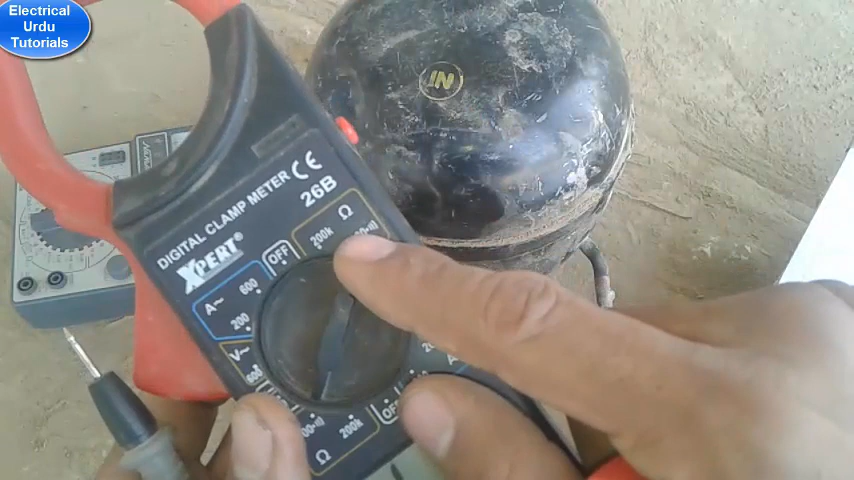 Electrical
Urdu
Tutorials
IN
CE
26B
DIGITAL CLAMP METER
XPERT®
OFF
200k
Ω
A~
600
200
V~
600
200k
OFF
Ω